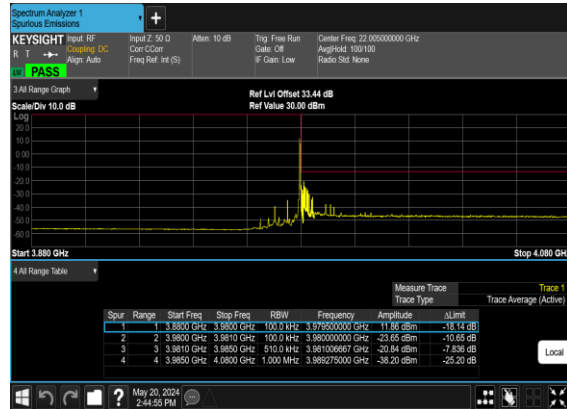 Spectrum Analyzer 1
Spurious Emissions
+
KEYSIGHT Input: RF Input Z: 50 Ω Atten: 10 dB Trig: Free Run Center Freq: 22.005000000 GHz
R T Coupling: DC Corr CCorr Gate: Off Avg|Hold: 100/100
Align: Auto Freq Ref: Int (S) IF Gain: Low Radio Std: None
PASS
3 All Range Graph
Ref Lvl Offset 33.44 dB
Scale/Div 10.0 dB Ref Value 30.00 dBm
Log
20.0
10.0
0.00
-10.0
-20.0
-30.0
-40.0
-50.0
-60.0
Start 3.880 GHz Stop 4.080 GHz
4 All Range Table
Measure Trace Trace 1
Trace Type Trace Average (Active)
Spur Range Start Freq Stop Freq RBW Frequency Amplitude ΔLimit
1 1 3.8800 GHz 3.9800 GHz 100.0 kHz 3.979500000 GHz 11.86 dBm -18.14 dB
2 2 3.9800 GHz 3.9810 GHz 100.0 kHz 3.980000000 GHz -23.65 dBm -10.65 dB
3 3 3.9810 GHz 3.9850 GHz 510.0 kHz 3.981006667 GHz -20.84 dBm -7.836 dB
4 4 3.9850 GHz 4.0800 GHz 1.000 MHz 3.989275000 GHz -38.20 dBm -25.20 dB
Local
? May 20, 2024
2:44:55 PM